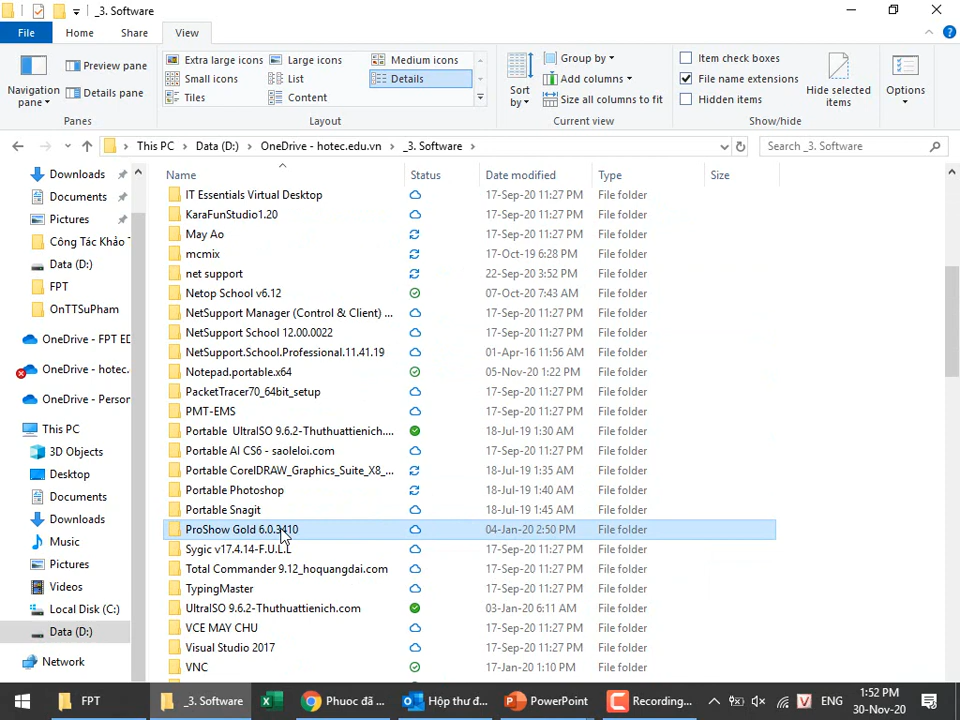 _3. Software
File Home Share View
Navigation pane
Preview pane
Details pane
Panes
Extra large icons Large icons Medium icons
Small icons List Details
Tiles Content
Layout
Sort by
Group by
Add columns
Size all columns to fit
Current view
Item check boxes
File name extensions
Hidden items
Hide selected items
Show/hide
Options
This PC > Data (D:) > OneDrive - hotec.edu.vn > _3. Software >
Search _3. Software
Downloads
Documents
Pictures
Công Tác Khảo T
Data (D:)
FPT
OnTTSuPham
OneDrive - FPT ED
OneDrive - hotec.
OneDrive - Person
This PC
3D Objects
Desktop
Documents
Downloads
Music
Pictures
Videos
Local Disk (C:)
Data (D:)
Network
Name Status Date modified Type Size
IT Essentials Virtual Desktop 17-Sep-20 11:27 PM File folder
KaraFunStudio1.20 17-Sep-20 11:27 PM File folder
May Ao 17-Sep-20 11:27 PM File folder
mcmix 17-Oct-19 6:28 PM File folder
net support 22-Sep-20 3:52 PM File folder
Netop School v6.12 07-Oct-20 7:43 AM File folder
NetSupport Manager (Control & Client) ... 17-Sep-20 11:27 PM File folder
NetSupport School 12.00.0022 17-Sep-20 11:27 PM File folder
NetSupport.School.Professional.11.41.19 01-Apr-16 11:56 AM File folder
Notepad.portable.x64 05-Nov-20 1:22 PM File folder
PacketTracer70_64bit_setup 17-Sep-20 11:27 PM File folder
PMT-EMS 17-Sep-20 11:27 PM File folder
Portable UltraISO 9.6.2-Thuthuattienich.... 18-Jul-19 1:30 AM File folder
Portable AI CS6 - saoleloi.com 17-Sep-20 11:27 PM File folder
Portable CorelDRAW_Graphics_Suite_X8_... 18-Jul-19 1:35 AM File folder
Portable Photoshop 18-Jul-19 1:40 AM File folder
Portable Snagit 18-Jul-19 1:45 AM File folder
ProShow Gold 6.0.3410 04-Jan-20 2:50 PM File folder
Sygic v17.4.14-F.U.L.L 17-Sep-20 11:27 PM File folder
Total Commander 9.12_hoquangdai.com 17-Sep-20 11:27 PM File folder
TypingMaster 17-Sep-20 11:27 PM File folder
UltraISO 9.6.2-Thuthuattienich.com 03-Jan-20 6:11 AM File folder
VCE MAY CHU 17-Sep-20 11:27 PM File folder
Visual Studio 2017 17-Sep-20 11:27 PM File folder
VNC 17-Jan-20 1:10 PM File folder
FPT _3. Software Phuoc đã ... Hộp thư đ... PowerPoint Recording... V ENG 1:52 PM
30-Nov-20